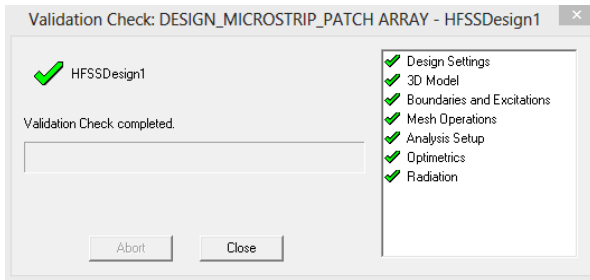 Validation Check: DESIGN_MICROSTRIP_PATCH ARRAY - HFSSDesign1
HFSSDesign1
Validation Check completed.
Design Settings
3D Model
Boundaries and Excitations
Mesh Operations
Analysis Setup
Optimetrics
Radiation
Abort
Close